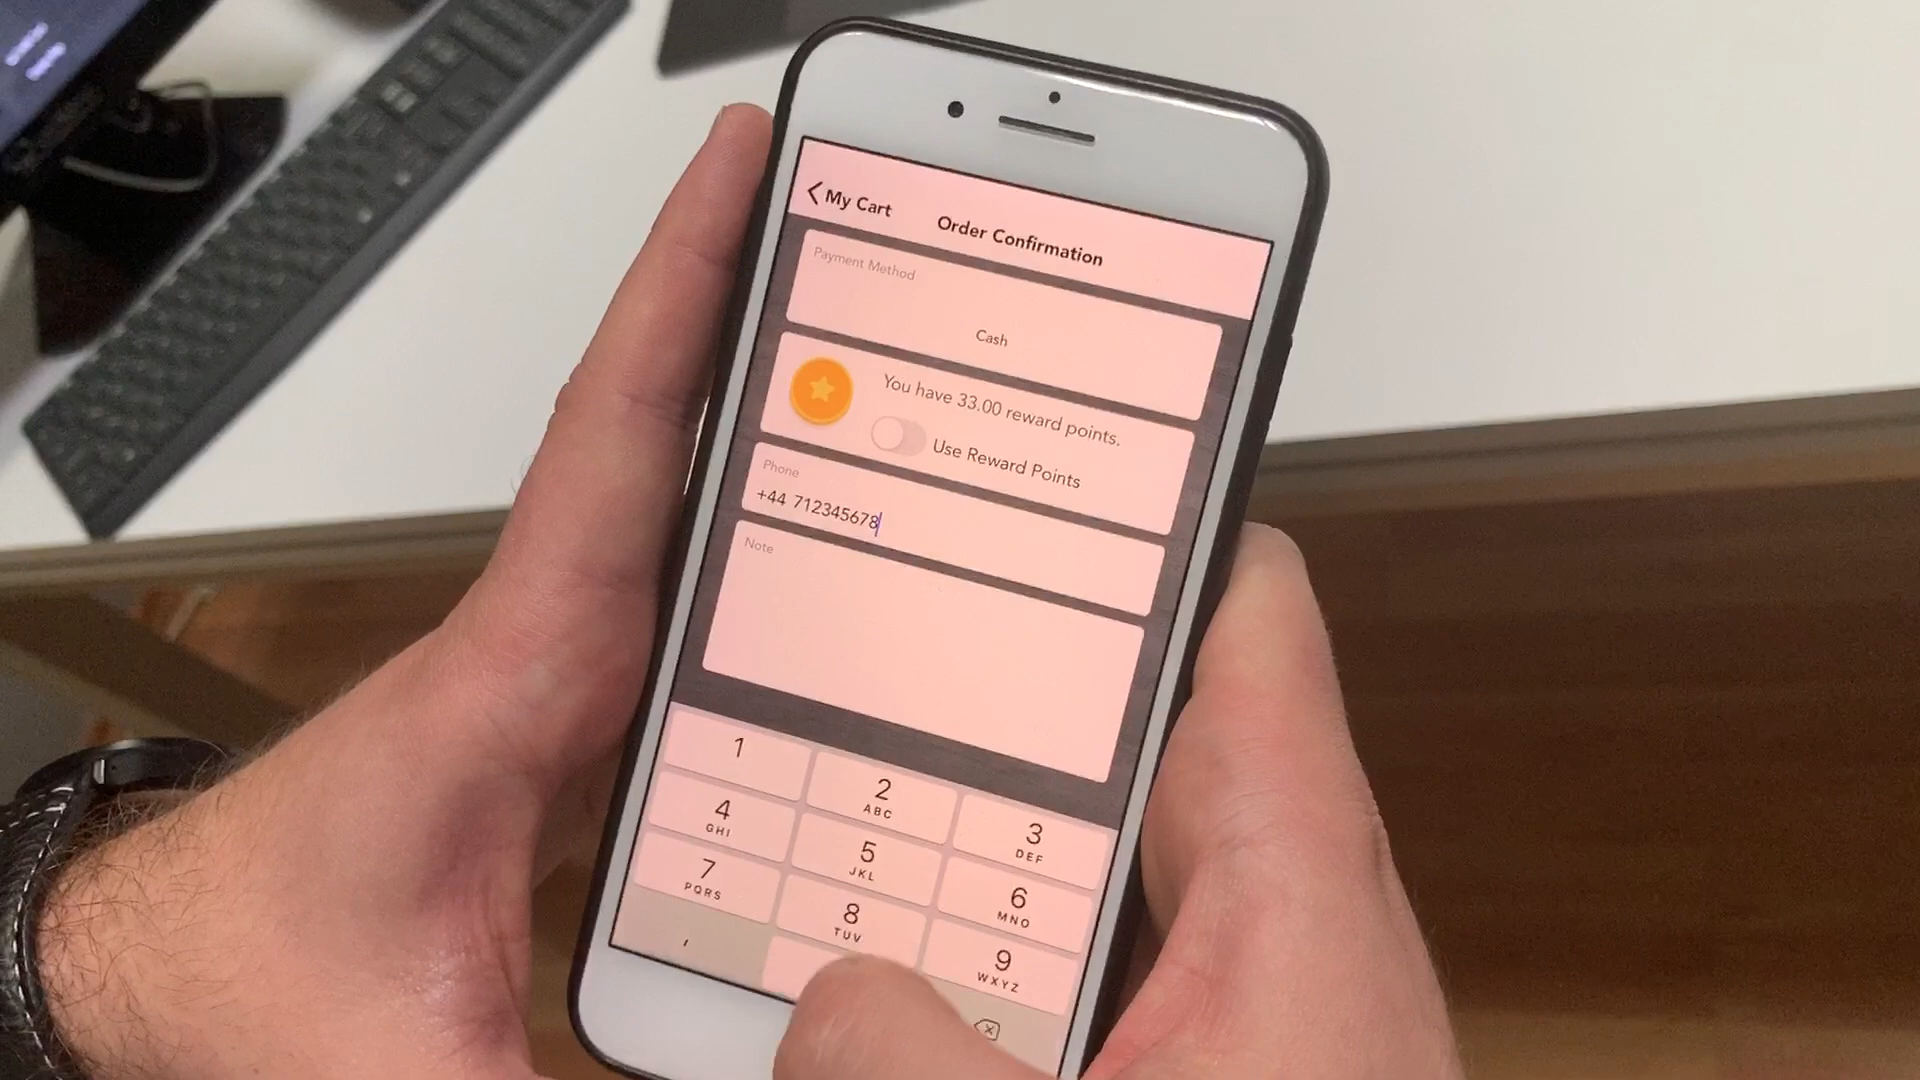 My Cart
Order Confirmation
Payment Method
Cash
You have 33.00 reward points.
Use Reward Points
Phone
+44 712345678
Note
1
2
ABC
3
DEF
4
GHI
5
JKL
6
MNO
7
PQRS
8
TUV
9
WXYZ
,